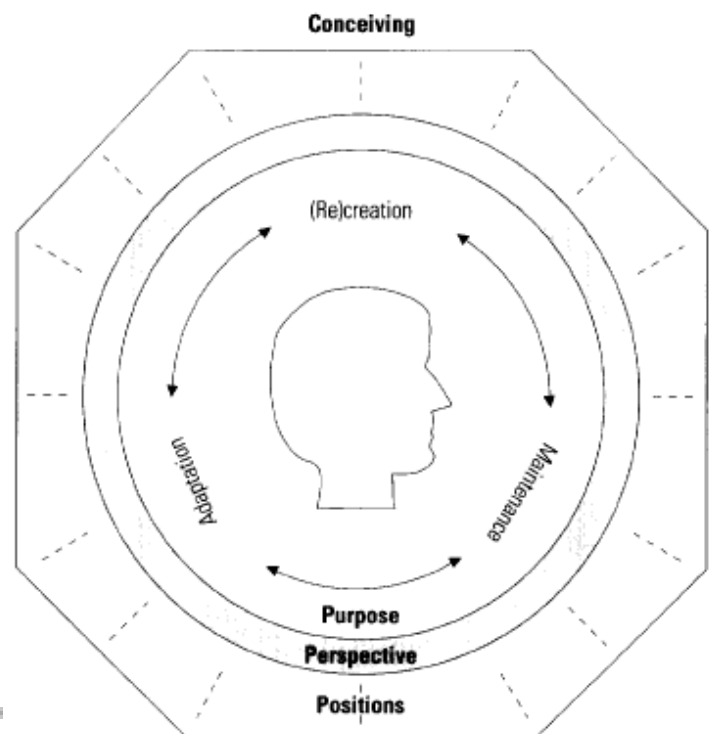 Conceiving
(Re)creation
Adaptation
Maintenance
Purpose
Perspective
Positions